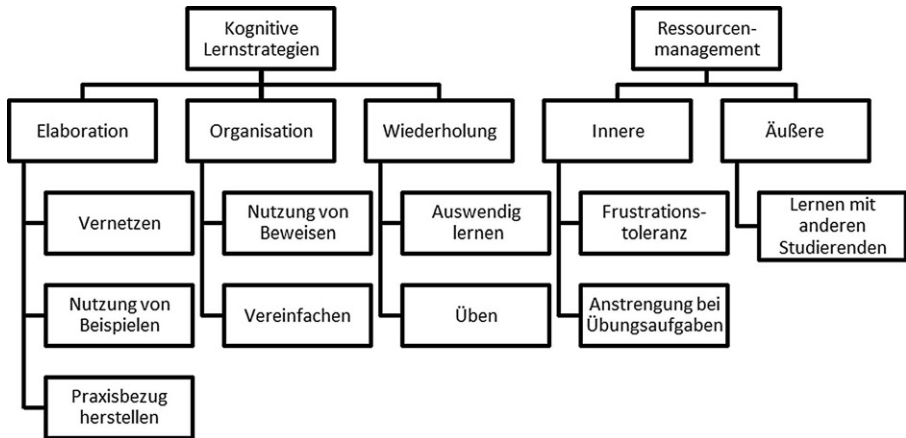 Kognitive
Lernstrategien
Ressourcen-
management
Elaboration
Organisation
Wiederholung
Innere
Äußere
Vernetzen
Nutzung von
Beweisen
Auswendig
lernen
Frustrations-
toleranz
Lernen mit
anderen
Studierenden
Nutzung von
Beispielen
Vereinfachen
Üben
Anstrengung bei
Übungsaufgaben
Praxisbezug
herstellen